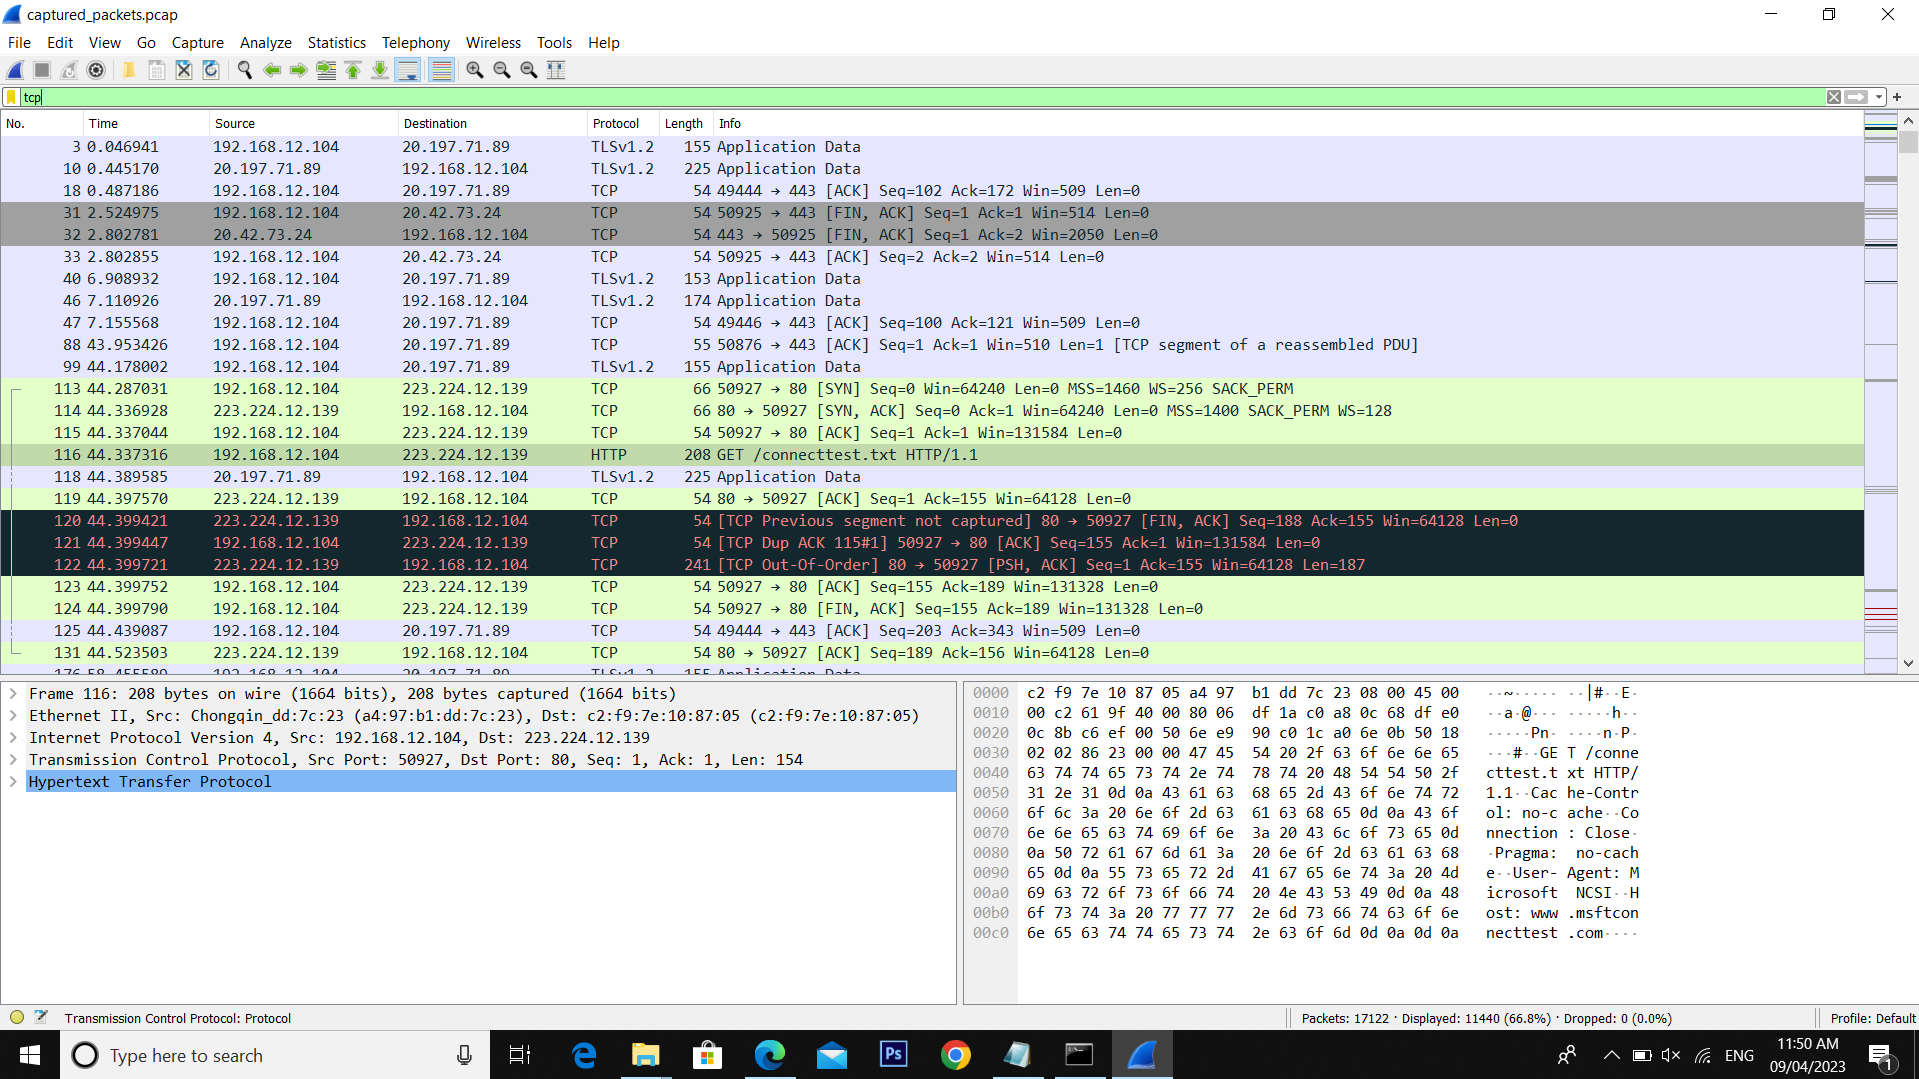 captured_packets.pcap
File Edit View Go Capture Analyze Statistics Telephony Wireless Tools Help
tcp
No. Time Source Destination Protocol Length Info
3 0.046941 192.168.12.104 20.197.71.89 TLSv1.2 155 Application Data
10 0.445170 20.197.71.89 192.168.12.104 TLSv1.2 225 Application Data
18 0.487186 192.168.12.104 20.197.71.89 TCP 54 49444 → 443 [ACK] Seq=102 Ack=172 Win=509 Len=0
31 2.524975 192.168.12.104 20.42.73.24 TCP 54 50925 → 443 [FIN, ACK] Seq=1 Ack=1 Win=514 Len=0
32 2.802781 20.42.73.24 192.168.12.104 TCP 54 443 → 50925 [FIN, ACK] Seq=1 Ack=2 Win=2050 Len=0
33 2.802855 192.168.12.104 20.42.73.24 TCP 54 50925 → 443 [ACK] Seq=2 Ack=2 Win=514 Len=0
40 6.908932 192.168.12.104 20.197.71.89 TLSv1.2 153 Application Data
46 7.110926 20.197.71.89 192.168.12.104 TLSv1.2 174 Application Data
47 7.155568 192.168.12.104 20.197.71.89 TCP 54 49446 → 443 [ACK] Seq=100 Ack=121 Win=509 Len=0
88 43.953426 192.168.12.104 20.197.71.89 TCP 55 50876 → 443 [ACK] Seq=1 Ack=1 Win=510 Len=1 [TCP segment of a reassembled PDU]
99 44.178002 192.168.12.104 20.197.71.89 TLSv1.2 155 Application Data
113 44.287031 192.168.12.104 223.224.12.139 TCP 66 50927 → 80 [SYN] Seq=0 Win=64240 Len=0 MSS=1460 WS=256 SACK_PERM
114 44.336928 223.224.12.139 192.168.12.104 TCP 66 80 → 50927 [SYN, ACK] Seq=0 Ack=1 Win=64240 Len=0 MSS=1400 SACK_PERM WS=128
115 44.337044 192.168.12.104 223.224.12.139 TCP 54 50927 → 80 [ACK] Seq=1 Ack=1 Win=131584 Len=0
116 44.337316 192.168.12.104 223.224.12.139 HTTP 208 GET /connecttest.txt HTTP/1.1
118 44.389585 20.197.71.89 192.168.12.104 TLSv1.2 225 Application Data
119 44.397570 223.224.12.139 192.168.12.104 TCP 54 80 → 50927 [ACK] Seq=1 Ack=155 Win=64128 Len=0
120 44.399421 223.224.12.139 192.168.12.104 TCP 54 [TCP Previous segment not captured] 80 → 50927 [FIN, ACK] Seq=188 Ack=155 Win=64128 Len=0
121 44.399447 192.168.12.104 223.224.12.139 TCP 54 [TCP Dup ACK 115#1] 50927 → 80 [ACK] Seq=155 Ack=1 Win=131584 Len=0
122 44.399721 223.224.12.139 192.168.12.104 TCP 241 [TCP Out-Of-Order] 80 → 50927 [PSH, ACK] Seq=1 Ack=155 Win=64128 Len=187
123 44.399752 192.168.12.104 223.224.12.139 TCP 54 50927 → 80 [ACK] Seq=155 Ack=189 Win=131328 Len=0
124 44.399790 192.168.12.104 223.224.12.139 TCP 54 50927 → 80 [FIN, ACK] Seq=155 Ack=189 Win=131328 Len=0
125 44.439087 192.168.12.104 20.197.71.89 TCP 54 49444 → 443 [ACK] Seq=203 Ack=343 Win=509 Len=0
131 44.523503 223.224.12.139 192.168.12.104 TCP 54 80 → 50927 [ACK] Seq=189 Ack=156 Win=64128 Len=0
Frame 116: 208 bytes on wire (1664 bits), 208 bytes captured (1664 bits)
Ethernet II, Src: Chongqin_dd:7c:23 (a4:97:b1:dd:7c:23), Dst: c2:f9:7e:10:87:05 (c2:f9:7e:10:87:05)
Internet Protocol Version 4, Src: 192.168.12.104, Dst: 223.224.12.139
Transmission Control Protocol, Src Port: 50927, Dst Port: 80, Seq: 1, Ack: 1, Len: 154
Hypertext Transfer Protocol
0000 c2 f9 7e 10 87 05 a4 97 b1 dd 7c 23 08 00 45 00 ··~····· ··|#··E·
0010 00 c2 61 9f 40 00 80 06 df 1a c0 a8 0c 68 df e0 ··a·@··· ·····h··
0020 0c 8b c6 ef 00 50 6e e9 90 c0 1c a0 6e 0b 50 18 ·····Pn· ····n·P·
0030 02 02 86 23 00 00 47 45 54 20 2f 63 6f 6e 6e 65 ···#··GE T /conne
0040 63 74 74 65 73 74 2e 74 78 74 20 48 54 54 50 2f cttest.t xt HTTP/
0050 31 2e 31 0d 0a 43 61 63 68 65 2d 43 6f 6e 74 72 1.1··Cac he-Contr
0060 6f 6c 3a 20 6e 6f 2d 63 61 63 68 65 0d 0a 43 6f ol: no-c ache··Co
0070 6e 6e 65 63 74 69 6f 6e 3a 20 43 6c 6f 73 65 0d nnection : Close·
0080 0a 50 72 61 67 6d 61 3a 20 6e 6f 2d 63 61 63 68 ·Pragma: no-cach
0090 65 0d 0a 55 73 65 72 2d 41 67 65 6e 74 3a 20 4d e··User- Agent: M
00a0 69 63 72 6f 73 6f 66 74 20 4e 43 53 49 0d 0a 48 icrosoft NCSI··H
00b0 6f 73 74 3a 20 77 77 77 2e 6d 73 66 74 63 6f 6e ost: www .msftcon
00c0 6e 65 63 74 74 65 73 74 2e 63 6f 6d 0d 0a 0d 0a necttest .com····
Transmission Control Protocol: Protocol
Packets: 17122 · Displayed: 11440 (66.8%) · Dropped: 0 (0.0%)
Profile: Default
Type here to search
Ps
ENG
11:50 AM
09/04/2023
1